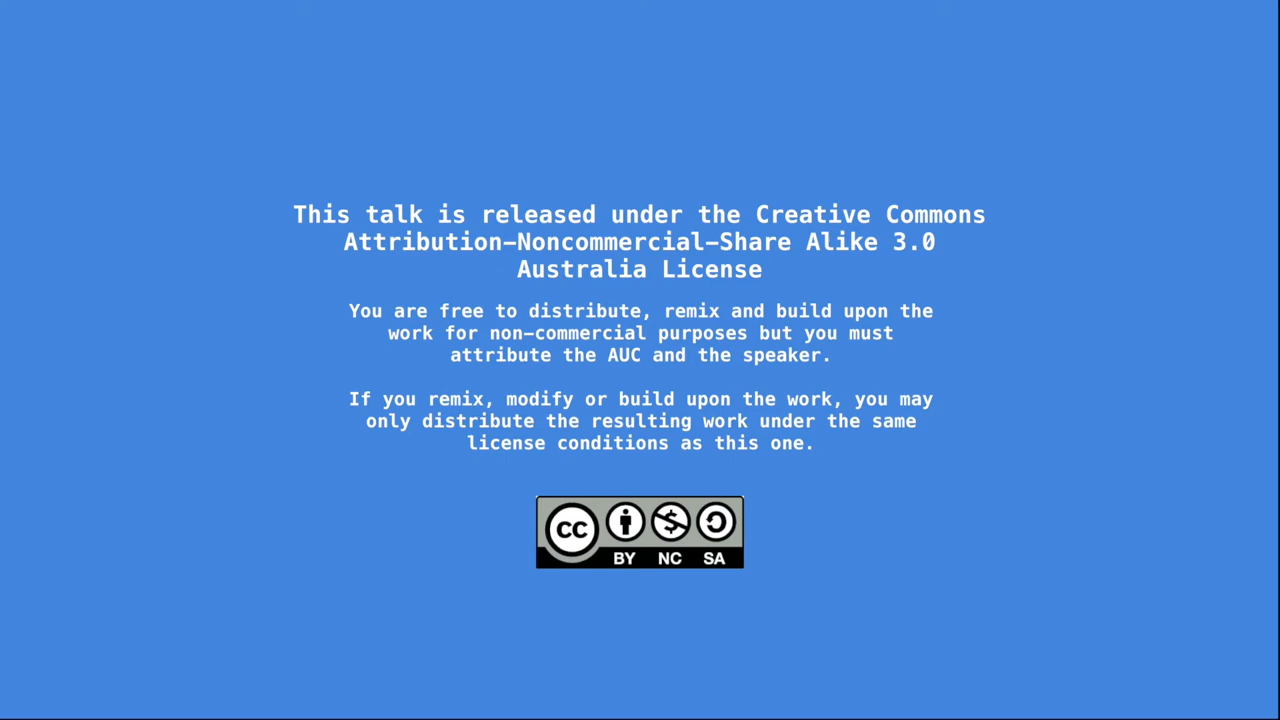 This talk is released under the Creative Commons
Attribution–Noncommercial–Share Alike 3.0
Australia License
You are free to distribute, remix and build upon the
work for non–commercial purposes but you must
attribute the AUC and the speaker.
If you remix, modify or build upon the work, you may
only distribute the resulting work under the same
license conditions as this one.
CC
BY NC SA